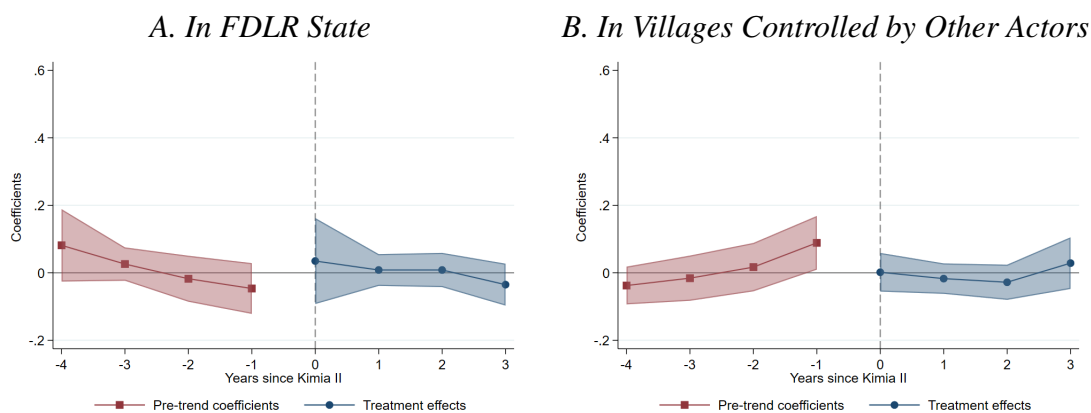 A. In FDLR State
.6
.4
.2
0
-.2
Coefficients
-4 -3 -2 -1 0 1 2 3
Years since Kimia II
Pre-trend coefficients Treatment effects
B. In Villages Controlled by Other Actors
.6
.4
.2
0
-.2
Coefficients
-4 -3 -2 -1 0 1 2 3
Years since Kimia II
Pre-trend coefficients Treatment effects